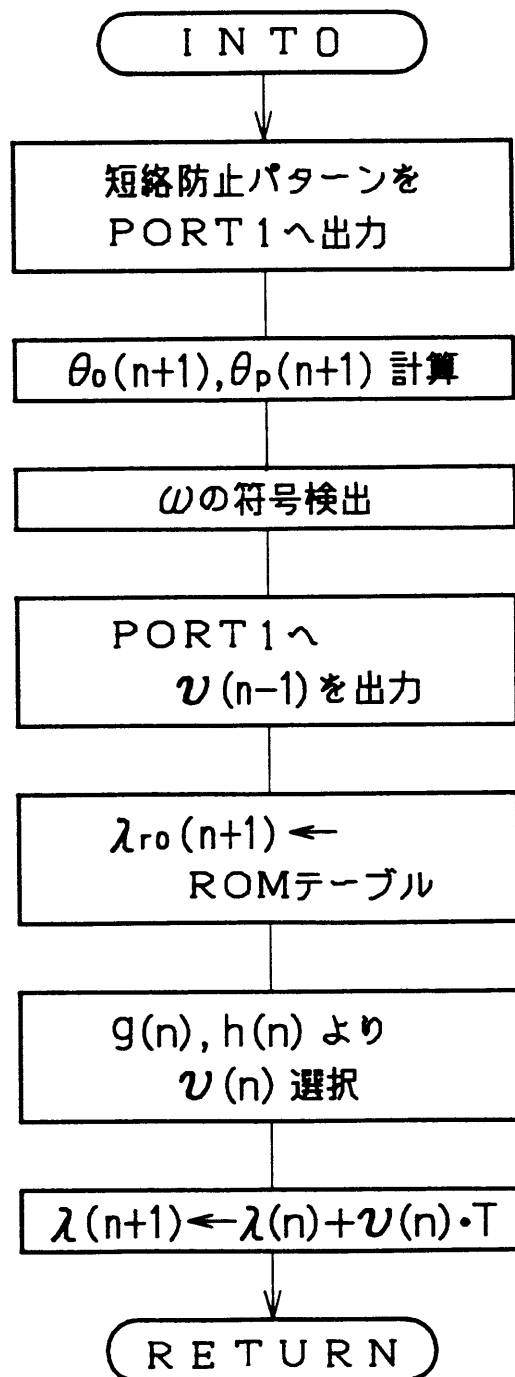 INT0
短絡防止パターンを
PORT1へ出力
θo(n+1),θp(n+1) 計算
ωの符号検出
PORT1へ
v(n-1)を出力
λro(n+1)←
ROMテーブル
g(n),h(n)より
v(n) 選択
λ(n+1)←λ(n)+v(n)・T
RETURN